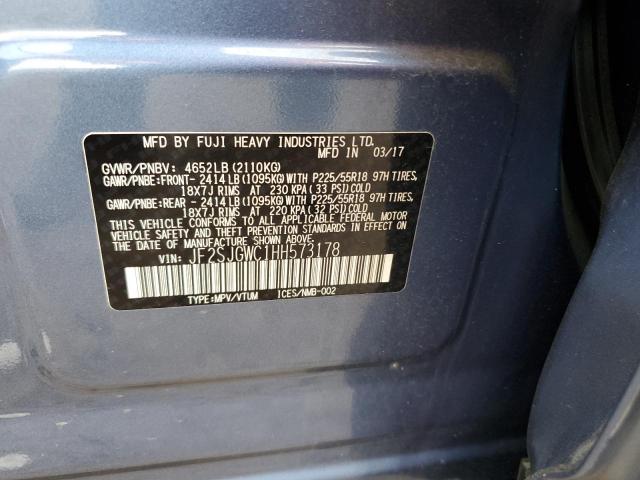 MFD BY FUJI HEAVY INDUSTRIES LTD.
MFD IN 03/17
GVWR/PNBV: 4652LB(2110KG)
GAWR/PNBE:FRONT- 2414LB(1095KG)WITH P225/55R18 97H TIRES,
18X7J RIMS AT 230 KPA(33 PSI)COLD
GAWR/PNBE:REAR - 2414LB(1095KG)WITH P225/55R18 97H TIRES,
18X7J RIMS AT 220 KPA(32 PSI)COLD
THIS VEHICLE CONFORMS TO ALL APPLICABLE FEDERAL MOTOR
VEHICLE SAFETY AND THEFT PREVENTION STANDARDS IN EFFECT
ON THE DATE OF MANUFACTURE SHOWN ABOVE.
VIN: JF2SJGWC1HH573178
TYPE:MPV/VTUM ICES/NMB-002